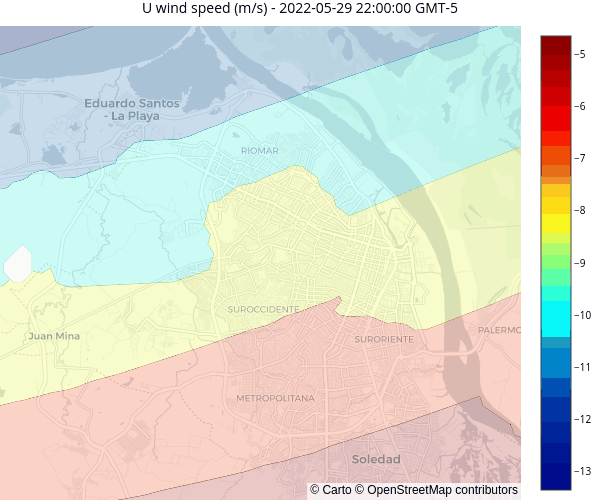 U wind speed (m/s) - 2022-05-29 22:00:00 GMT-5
Eduardo Santos
- La Playa
RIOMAR
SUROCCIDENTE
Juan Mina
SURORIENTE
PALERMO
METROPOLITANA
Soledad
© Carto © OpenStreetMap contributors
−5
−6
−7
−8
−9
−10
−11
−12
−13